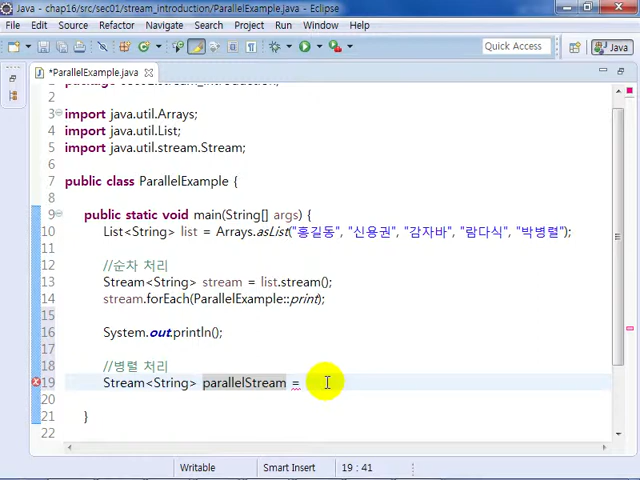 Java - chap16/src/sec01/stream_introduction/ParallelExample.java - Eclipse
File Edit Source Refactor Navigate Search Project Run Window Help
Quick Access Java
*ParallelExample.java
2
3 import java.util.Arrays;
4 import java.util.List;
5 import java.util.stream.Stream;
6
7 public class ParallelExample {
8
9 public static void main(String[] args) {
10 List<String> list = Arrays.asList("홍길동", "신용권", "감자바", "람다식", "박병렬");
11
12 //순차 처리
13 Stream<String> stream = list.stream();
14 stream.forEach(ParallelExample::print);
15
16 System.out.println();
17
18 //병렬 처리
19 Stream<String> parallelStream =
20
21 }
22
Writable Smart Insert 19 : 41